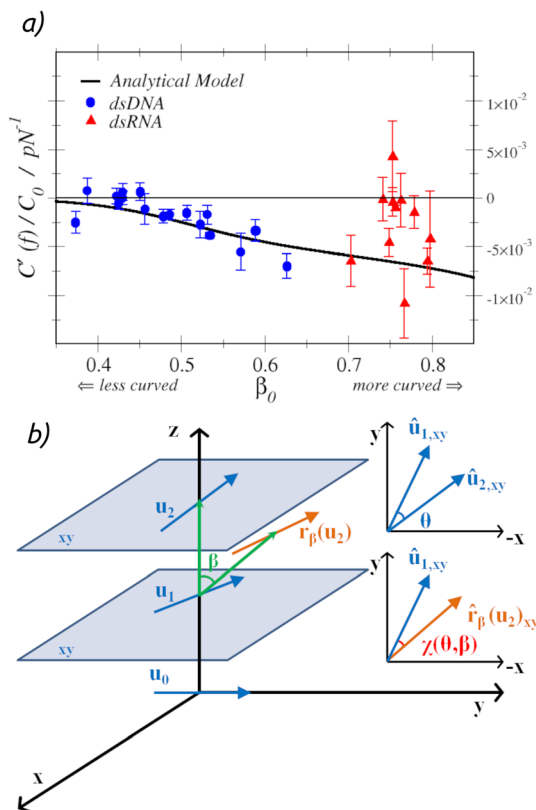 a)
Analytical Model
dsDNA
dsRNA
C'(f)/C₀ / pN⁻¹
1×10⁻²
5×10⁻³
0
-5×10⁻³
-1×10⁻²
0.4 0.5 0.6 0.7 0.8
⇐ less curved β₀ more curved ⇒
b)
z
xy
u₂
r_β(u₂)
β
u₁
xy
u₀
y
x
y
û₁,xy
û₂,xy
θ
-x
y
û₁,xy
r̂_β(u₂)xy
χ(θ,β)
-x